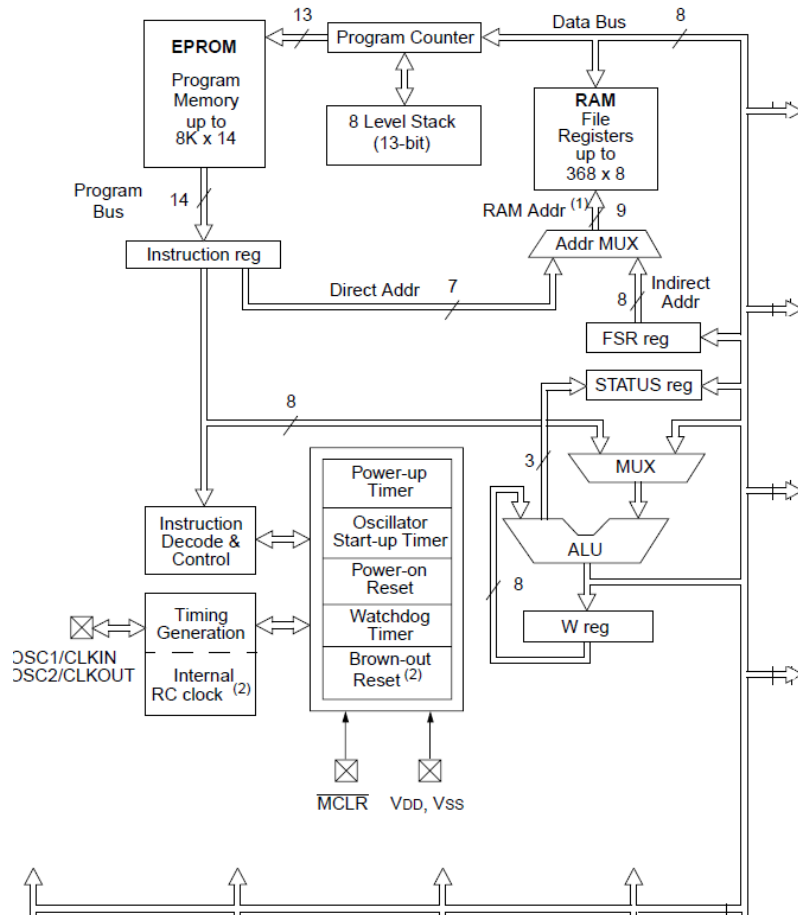 13
Data Bus
8
EPROM
Program
Memory
up to
8K x 14
Program Counter
8 Level Stack
(13-bit)
RAM
File
Registers
up to
368 x 8
Program
Bus
14
RAM Addr (1)
9
Addr MUX
Instruction reg
Direct Addr
7
8
Indirect
Addr
FSR reg
STATUS reg
8
3
MUX
Power-up
Timer
Oscillator
Start-up Timer
Power-on
Reset
Watchdog
Timer
Brown-out
Reset (2)
Instruction
Decode &
Control
ALU
8
W reg
Timing
Generation
Internal
RC clock (2)
OSC1/CLKIN
OSC2/CLKOUT
MCLR
VDD, VSS